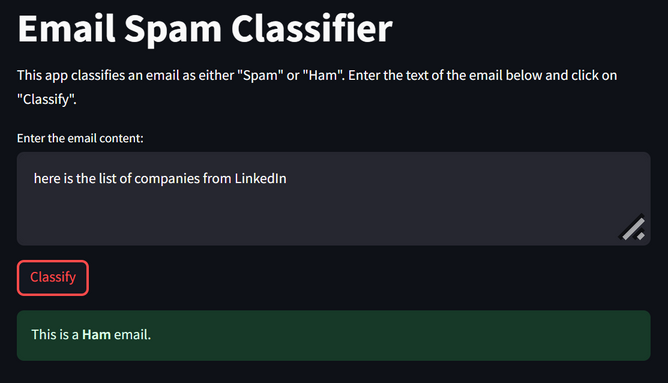 Email Spam Classifier
This app classifies an email as either "Spam" or "Ham". Enter the text of the email below and click on
"Classify".
Enter the email content:
here is the list of companies from LinkedIn
Classify
This is a Ham email.